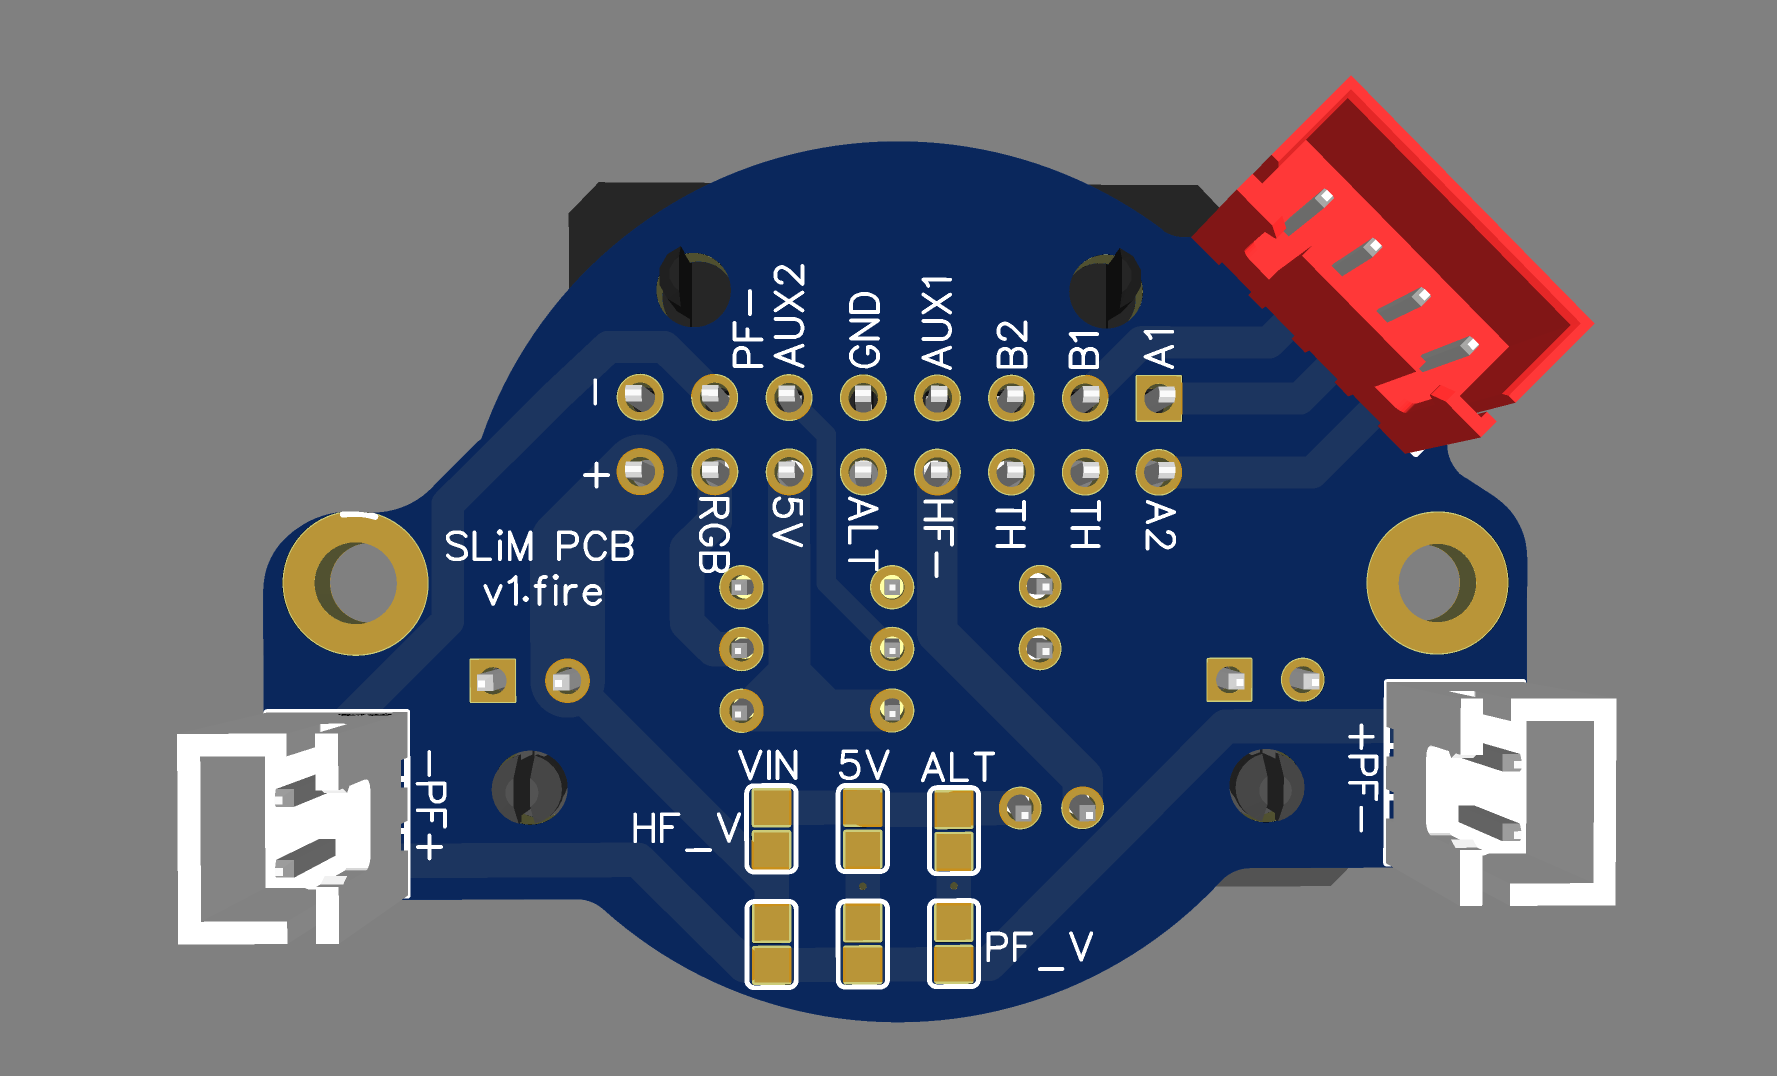 PF-
AUX2
GND
AUX1
B2
B1
A1
-
+
RGB
5V
ALT
HF-
TH
TH
A2
SLiM PCB
v1.fire
-PF+
+PF-
VIN
5V
ALT
HF_V
PF_V